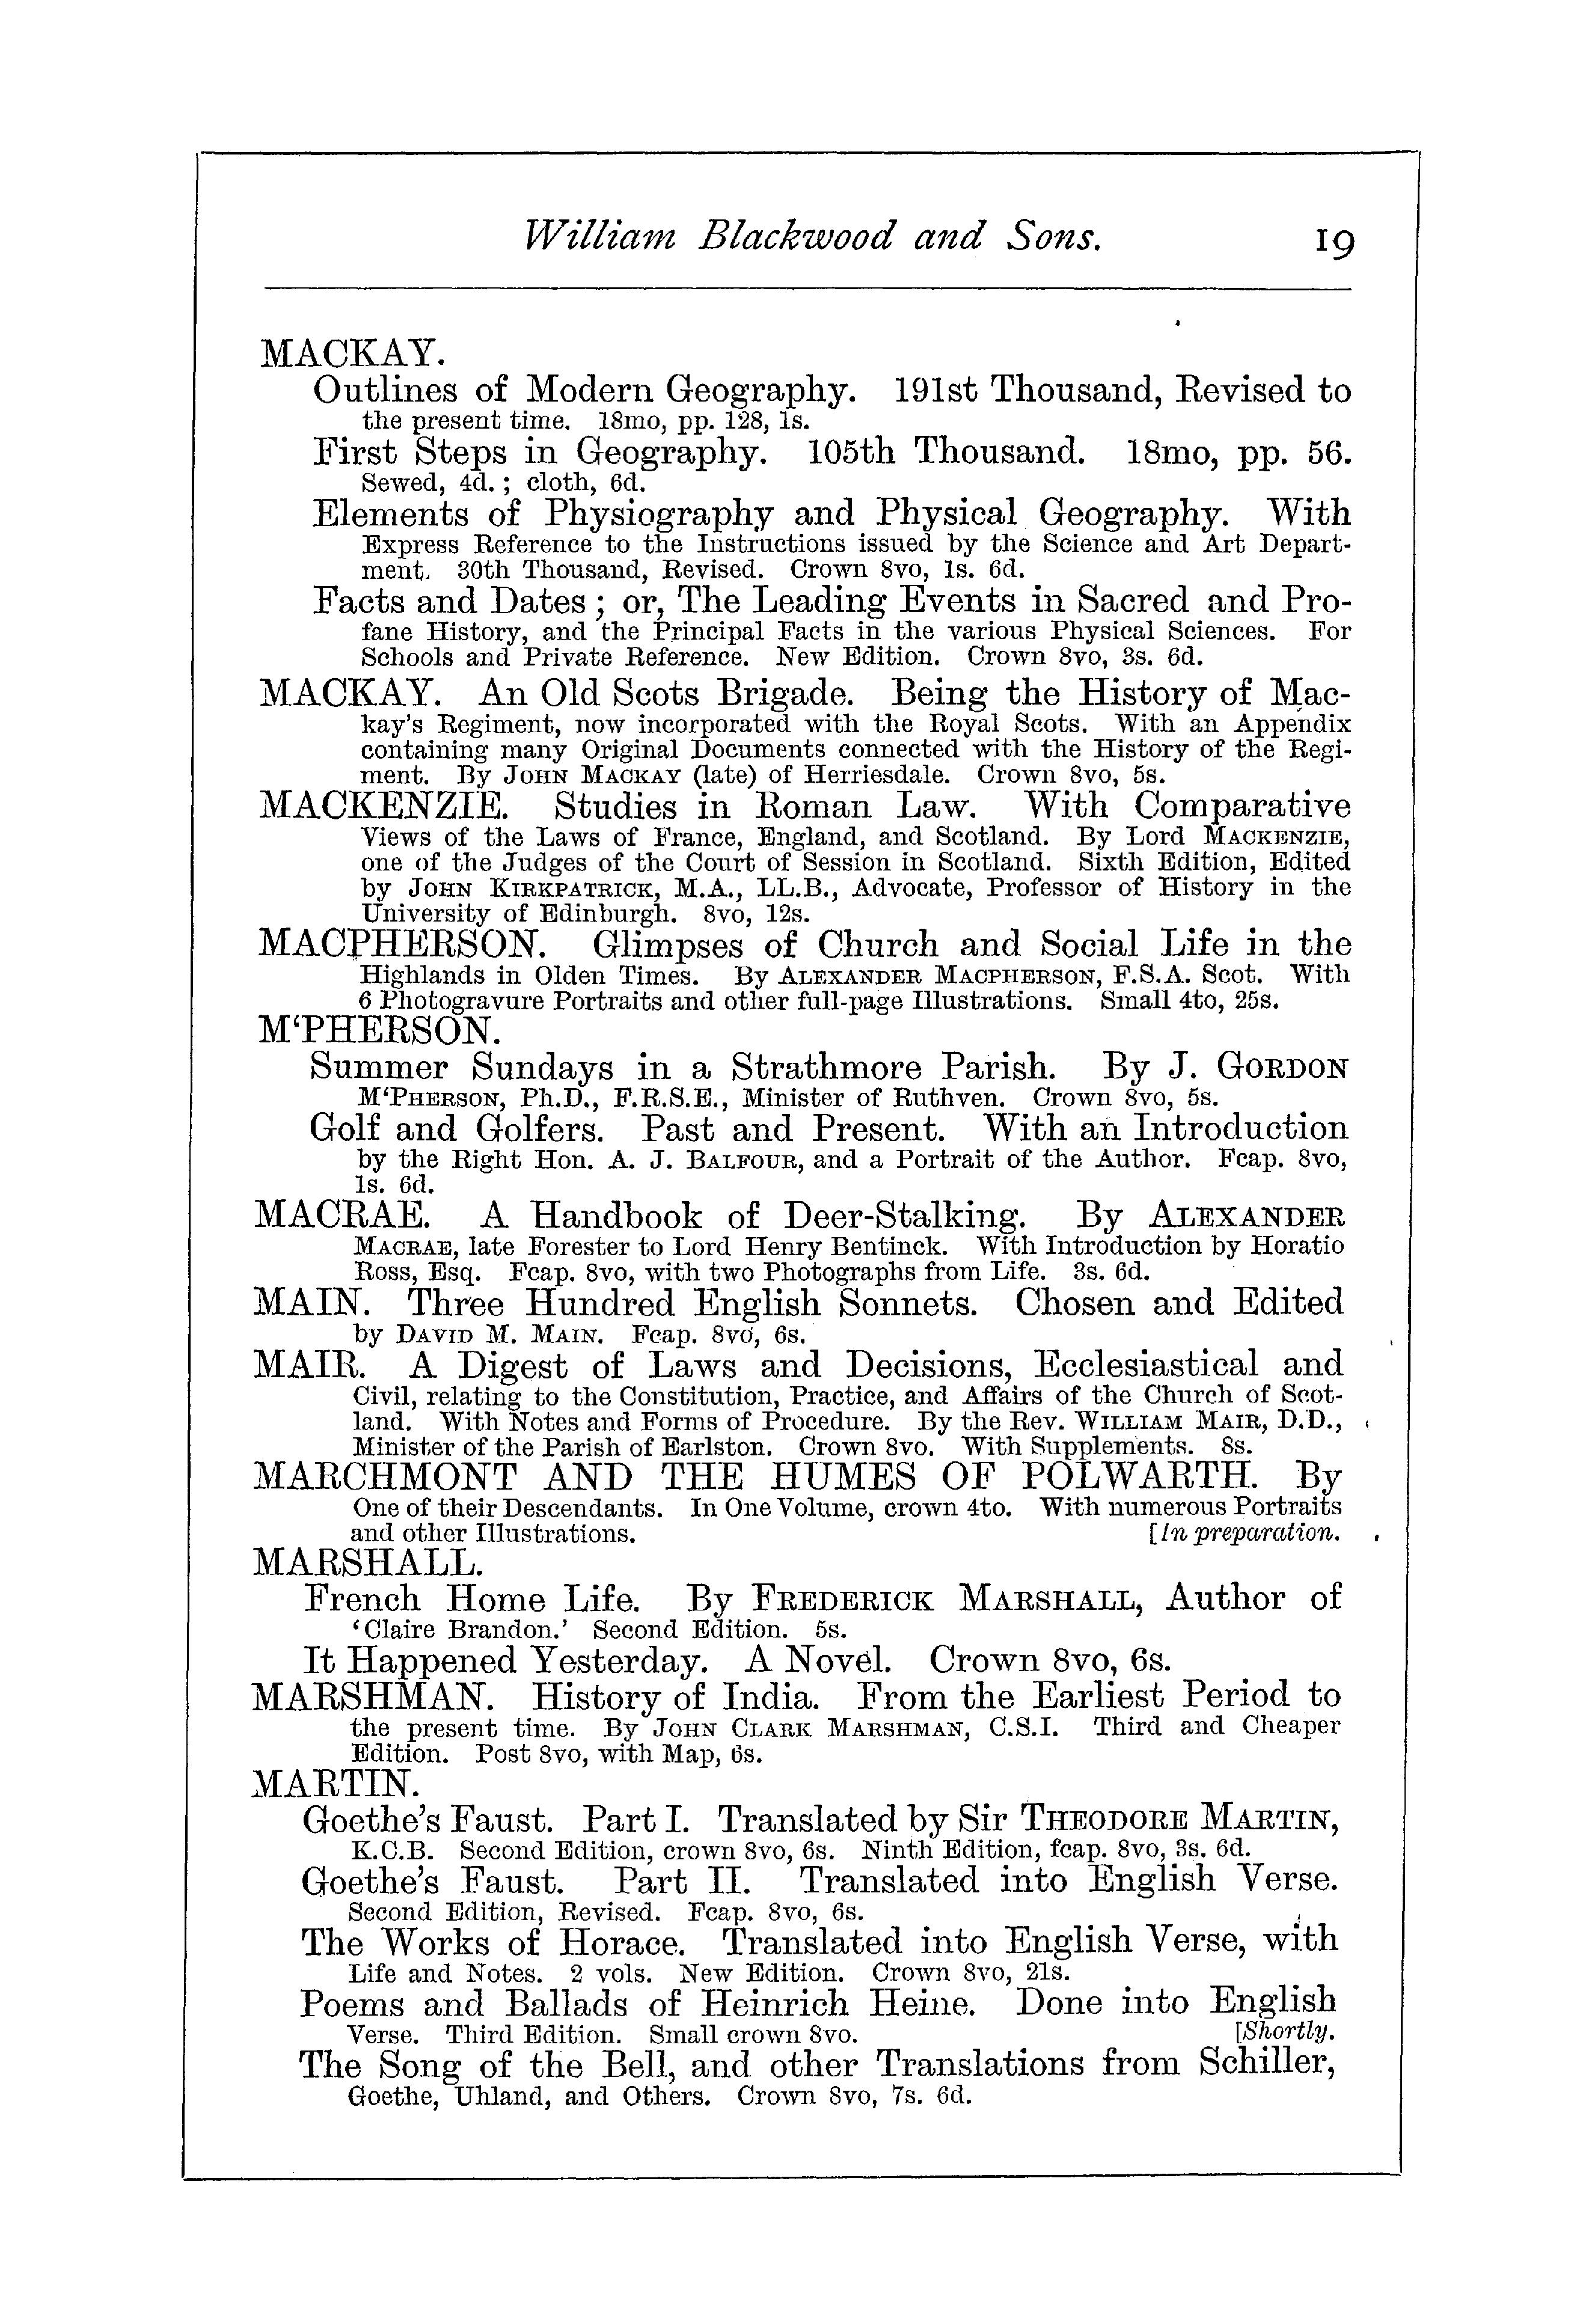 William Blackwood and Sons. 19
MACKAY.
Outlines of Modern Geography. 191st Thousand, Revised to
the present time. 18mo, pp. 128, 1s.
First Steps in Geography. 105th Thousand. 18mo, pp. 56.
Sewed, 4d.; cloth, 6d.
Elements of Physiography and Physical Geography. With
Express Reference to the Instructions issued by the Science and Art Depart-
ment. 30th Thousand, Revised. Crown 8vo, 1s. 6d.
Facts and Dates; or, The Leading Events in Sacred and Pro-
fane History, and the Principal Facts in the various Physical Sciences. For
Schools and Private Reference. New Edition. Crown 8vo, 3s. 6d.
MACKAY. An Old Scots Brigade. Being the History of Mac-
kay's Regiment, now incorporated with the Royal Scots. With an Appendix
containing many Original Documents connected with the History of the Regi-
ment. By JOHN MACKAY (late) of Herriesdale. Crown 8vo, 5s.
MACKENZIE. Studies in Roman Law. With Comparative
Views of the Laws of France, England, and Scotland. By Lord MACKENZIE,
one of the Judges of the Court of Session in Scotland. Sixth Edition, Edited
by JOHN KIRKPATRICK, M.A., LL.B., Advocate, Professor of History in the
University of Edinburgh. 8vo, 12s.
MACPHERSON. Glimpses of Church and Social Life in the
Highlands in Olden Times. By ALEXANDER MACPHERSON, F.S.A. Scot. With
6 Photogravure Portraits and other full-page Illustrations. Small 4to, 25s.
M‘PHERSON.
Summer Sundays in a Strathmore Parish. By J. GORDON
M‘PHERSON, Ph.D., F.R.S.E., Minister of Ruthven. Crown 8vo, 5s.
Golf and Golfers. Past and Present. With an Introduction
by the Right Hon. A. J. BALFOUR, and a Portrait of the Author. Fcap. 8vo,
1s. 6d.
MACRAE. A Handbook of Deer-Stalking. By ALEXANDER
MACRAE, late Forester to Lord Henry Bentinck. With Introduction by Horatio
Ross, Esq. Fcap. 8vo, with two Photographs from Life. 3s. 6d.
MAIN. Three Hundred English Sonnets. Chosen and Edited
by DAVID M. MAIN. Fcap. 8vo, 6s.
MAIR. A Digest of Laws and Decisions, Ecclesiastical and
Civil, relating to the Constitution, Practice, and Affairs of the Church of Scot-
land. With Notes and Forms of Procedure. By the Rev. WILLIAM MAIR, D.D.,
Minister of the Parish of Earlston. Crown 8vo. With Supplements. 8s.
MARCHMONT AND THE HUMES OF POLWARTH. By
One of their Descendants. In One Volume, crown 4to. With numerous Portraits
and other Illustrations. [In preparation.
MARSHALL.
French Home Life. By FREDERICK MARSHALL, Author of
‘Claire Brandon.’ Second Edition. 5s.
It Happened Yesterday. A Novel. Crown 8vo, 6s.
MARSHMAN. History of India. From the Earliest Period to
the present time. By JOHN CLARK MARSHMAN, C.S.I. Third and Cheaper
Edition. Post 8vo, with Map, 6s.
MARTIN.
Goethe's Faust. Part I. Translated by Sir THEODORE MARTIN,
K.C.B. Second Edition, crown 8vo, 6s. Ninth Edition, fcap. 8vo, 3s. 6d.
Goethe's Faust. Part II. Translated into English Verse.
Second Edition, Revised. Fcap. 8vo, 6s.
The Works of Horace. Translated into English Verse, with
Life and Notes. 2 vols. New Edition. Crown 8vo, 21s.
Poems and Ballads of Heinrich Heine. Done into English
Verse. Third Edition. Small crown 8vo. [Shortly.
The Song of the Bell, and other Translations from Schiller,
Goethe, Uhland, and Others. Crown 8vo, 7s. 6d.